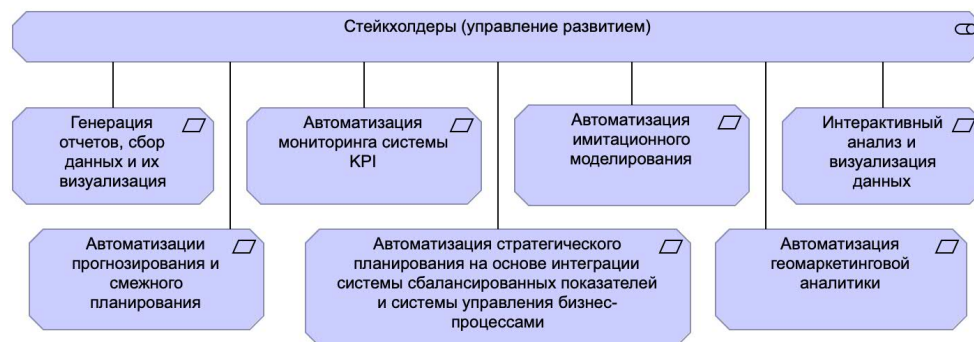 Стейкхолдеры (управление развитием)
Генерация
отчетов, сбор
данных и их
визуализация
Автоматизация
мониторинга системы
KPI
Автоматизация
имитационного
моделирования
Интерактивный
анализ и
визуализация
данных
Автоматизации
прогнозирования и
смежного
планирования
Автоматизация стратегического
планирования на основе интеграции
системы сбалансированных показателей
и системы управления бизнес-
процессами
Автоматизация
геомаркетинговой
аналитики